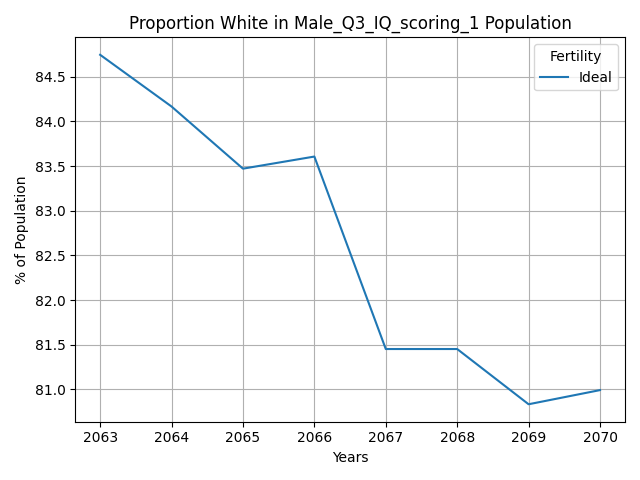 Proportion White in Male_Q3_IQ_scoring_1 Population
Fertility
Ideal
% of Population
84.5
84.0
83.5
83.0
82.5
82.0
81.5
81.0
2063 2064 2065 2066 2067 2068 2069 2070
Years